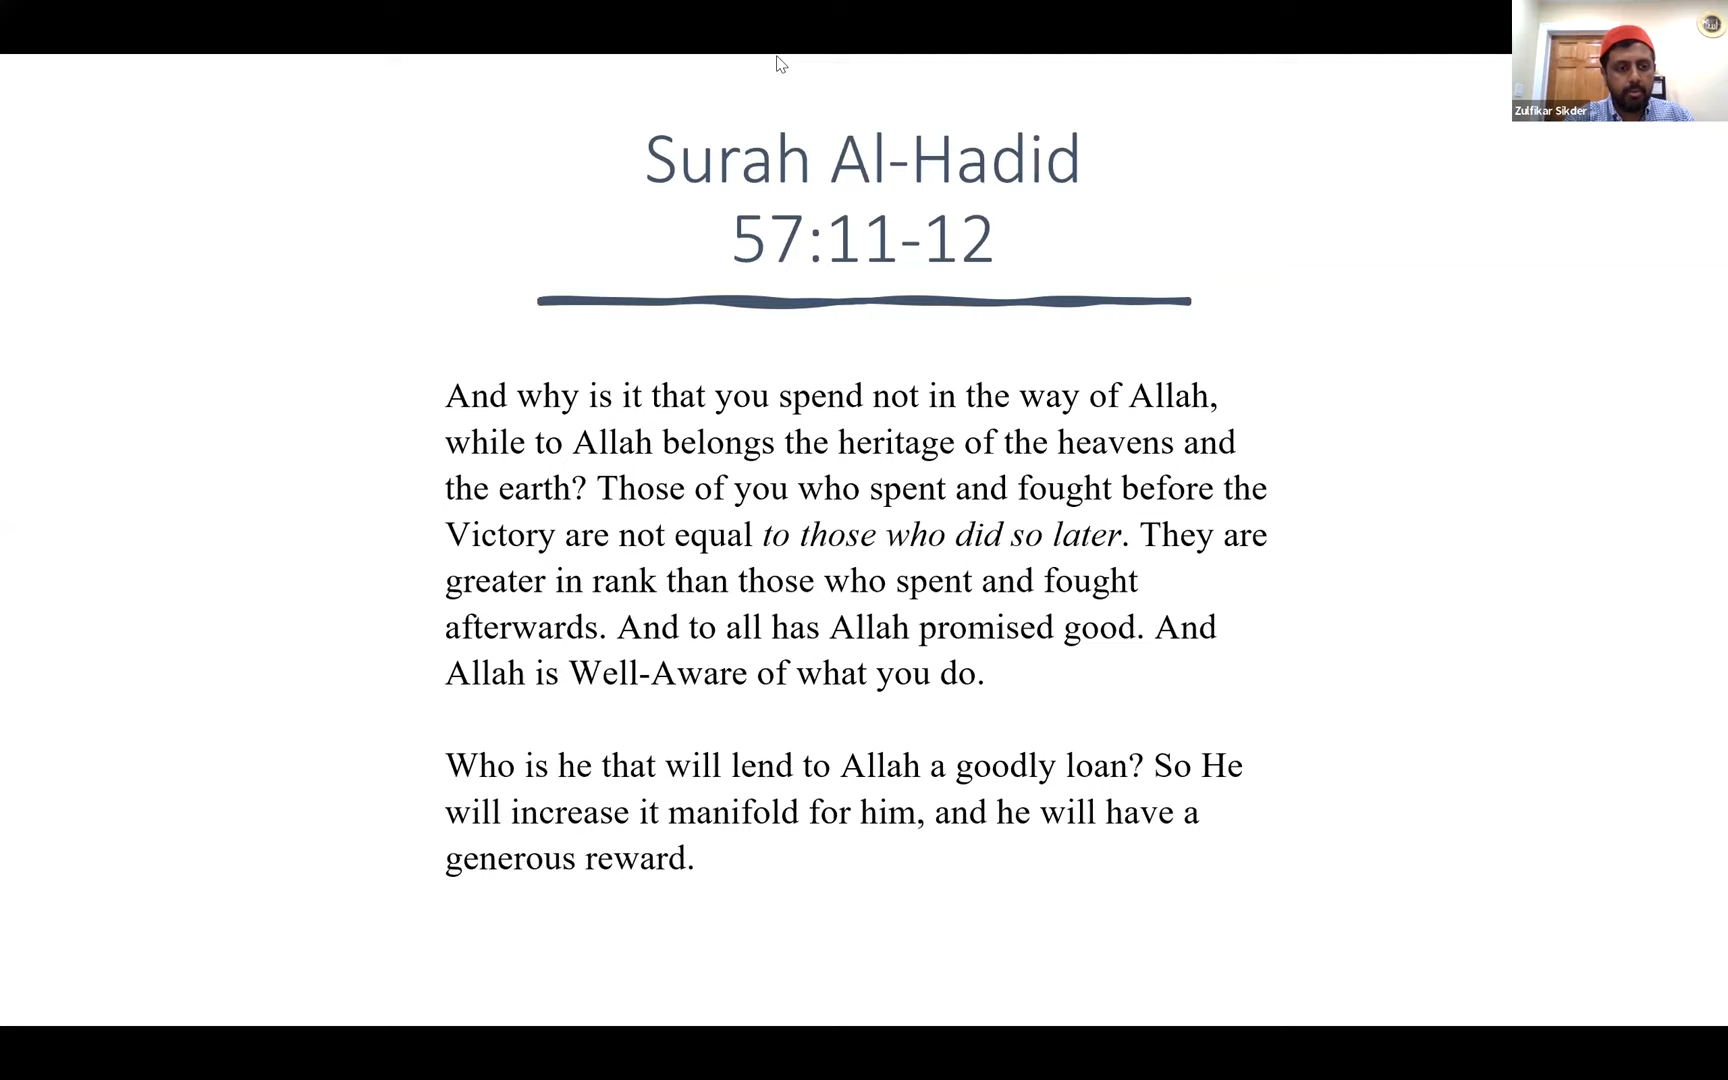 Surah Al-Hadid
57:11-12
And why is it that you spend not in the way of Allah,
while to Allah belongs the heritage of the heavens and
the earth? Those of you who spent and fought before the
Victory are not equal to those who did so later. They are
greater in rank than those who spent and fought
afterwards. And to all has Allah promised good. And
Allah is Well-Aware of what you do.
Who is he that will lend to Allah a goodly loan? So He
will increase it manifold for him, and he will have a
generous reward.
Zulfikar Sikder